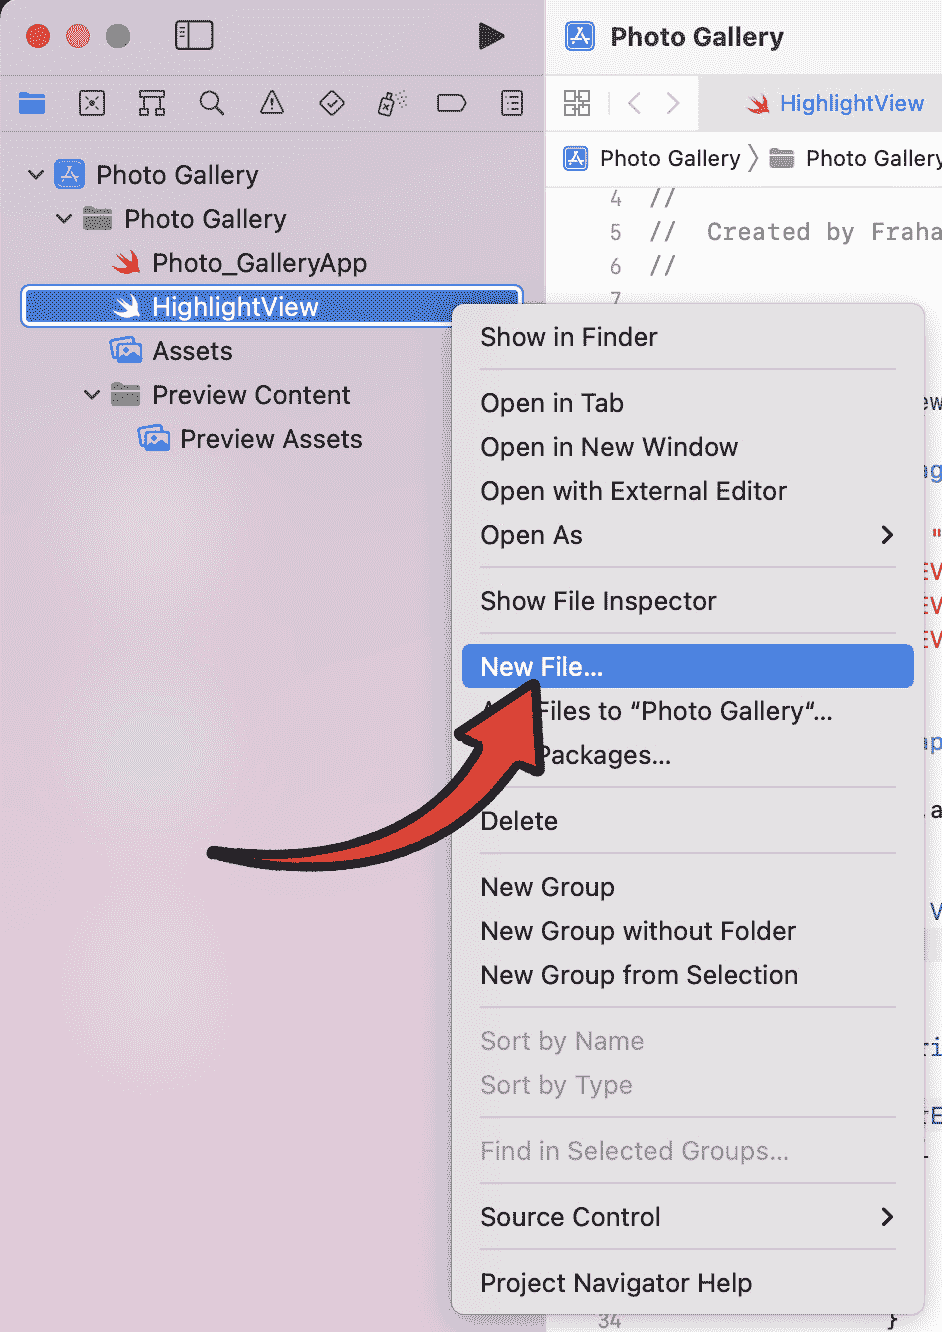 Photo Gallery
HighlightView
Photo Gallery
Photo Gallery
Photo Gallery
Photo Gallery
Photo_GalleryApp
HighlightView
Assets
Preview Content
Preview Assets
4 //
5 // Created by Fraha
6 //
7
Show in Finder
Open in Tab
Open in New Window
Open with External Editor
Open As
Show File Inspector
New File...
Files to “Photo Gallery“...
Packages...
Delete
New Group
New Group without Folder
New Group from Selection
Sort by Name
Sort by Type
Find in Selected Groups...
Source Control
Project Navigator Help
34 }